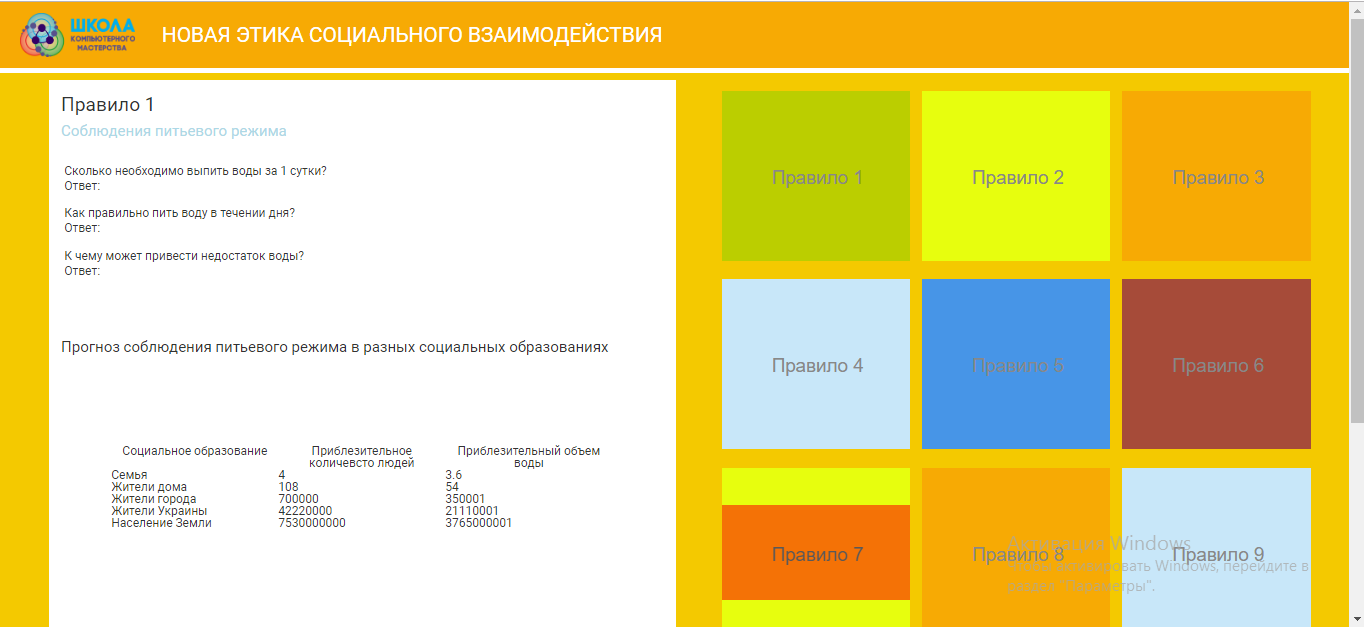 ШКОЛА
КОМПЬЮТЕРНОГО
МАСТЕРСТВА
НОВАЯ ЭТИКА СОЦИАЛЬНОГО ВЗАИМОДЕЙСТВИЯ
Правило 1
Соблюдения питьевого режима
Сколько необходимо выпить воды за 1 сутки?
Ответ:
Как правильно пить воду в течении дня?
Ответ:
К чему может привести недостаток воды?
Ответ:
Прогноз соблюдения питьевого режима в разных социальных образованиях
Социальное образование Приблезительное количевсто людей Приблезительный объем воды
Семья 4 3.6
Жители дома 108 54
Жители города 700000 350001
Жители Украины 42220000 21110001
Население Земли 7530000000 3765000001
Правило 1 Правило 2 Правило 3
Правило 4 Правило 5 Правило 6
Правило 7 Правило 8 Правило 9
Активация Windows
Чтобы активировать Windows, перейдите в
раздел "Параметры".